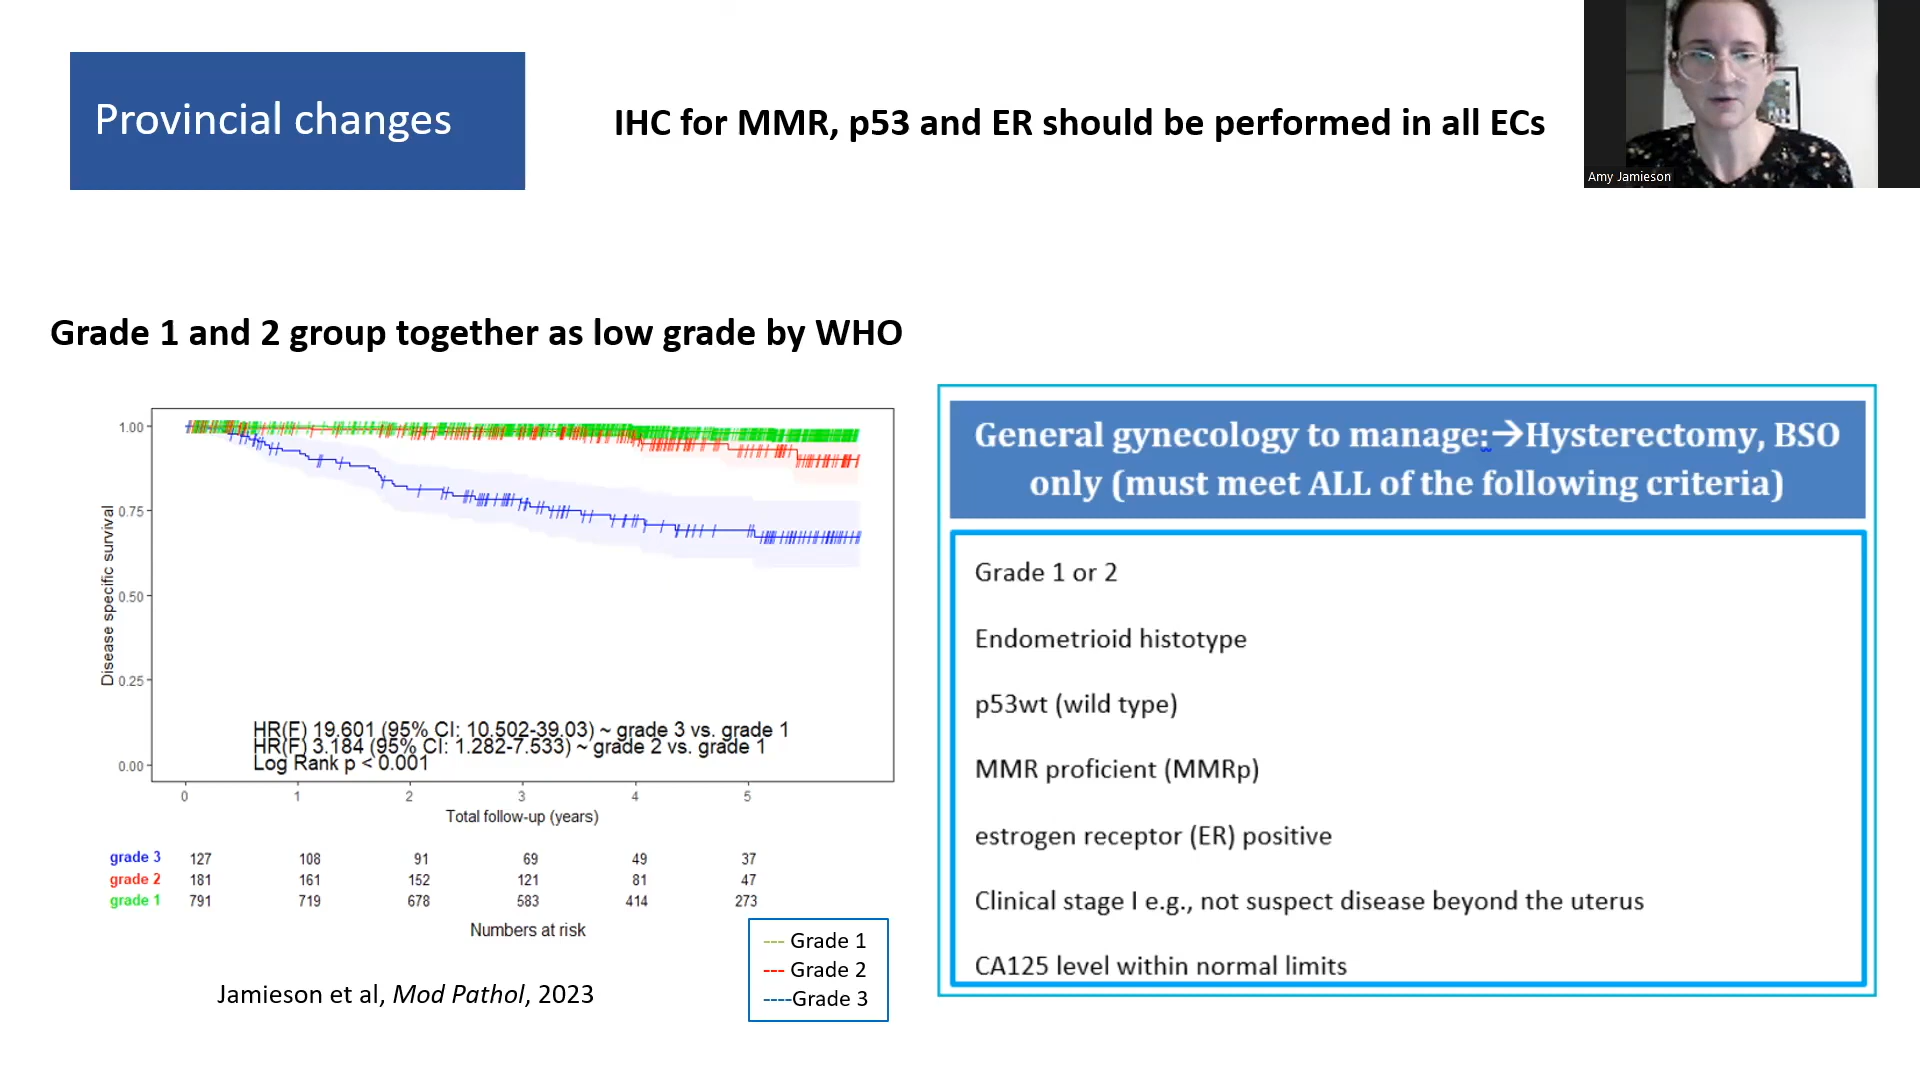 Provincial changes
IHC for MMR, p53 and ER should be performed in all ECs
Amy Jamieson
Grade 1 and 2 group together as low grade by WHO
Disease specific survival
1.00
0.75
0.50
0.25
0.00
HR(F) 19.601 (95% CI: 10.502-39.03) ~ grade 3 vs. grade 1
HR(F) 3.184 (95% CI: 1.282-7.533) ~ grade 2 vs. grade 1
Log Rank p < 0.001
0 1 2 3 4 5
Total follow-up (years)
grade 3 127 108 91 69 49 37
grade 2 181 161 152 121 81 47
grade 1 791 719 678 583 414 273
Numbers at risk
--- Grade 1
--- Grade 2
----Grade 3
Jamieson et al, Mod Pathol, 2023
General gynecology to manage:→Hysterectomy, BSO
only (must meet ALL of the following criteria)
Grade 1 or 2
Endometrioid histotype
p53wt (wild type)
MMR proficient (MMRp)
estrogen receptor (ER) positive
Clinical stage I e.g., not suspect disease beyond the uterus
CA125 level within normal limits